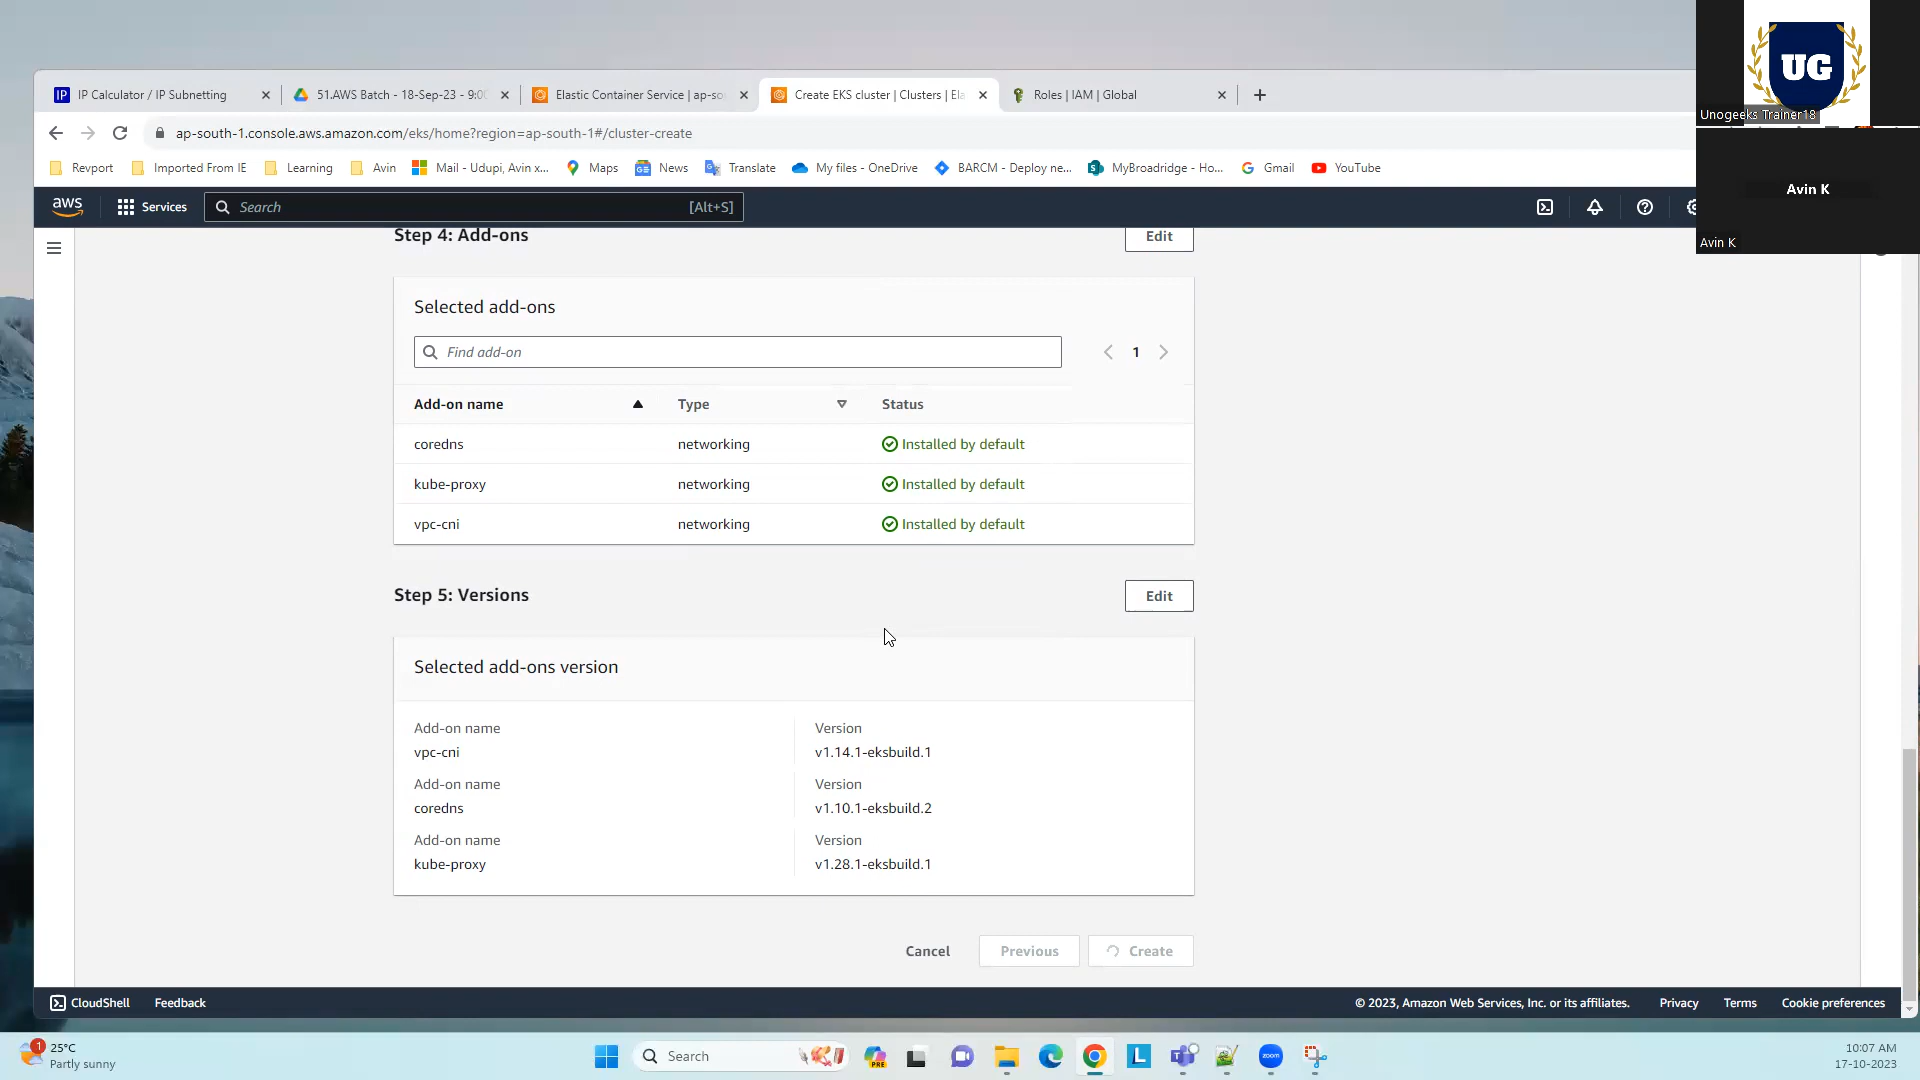 UG
Unogeeks Trainer18
Avin K
Avin K
IP Calculator / IP Subnetting
51.AWS Batch - 18-Sep-23 - 9:0
Elastic Container Service | ap-so
Create EKS cluster | Clusters | Ela
Roles | IAM | Global
ap-south-1.console.aws.amazon.com/eks/home?region=ap-south-1#/cluster-create
Revport
Imported From IE
Learning
Avin
Mail - Udupi, Avin x...
Maps
News
Translate
My files - OneDrive
BARCM - Deploy ne...
MyBroadridge - Ho...
Gmail
YouTube
aws
Services
Search
[Alt+S]
Step 4: Add-ons
Edit
Selected add-ons
Find add-on
1
Add-on name Type Status
coredns networking Installed by default
kube-proxy networking Installed by default
vpc-cni networking Installed by default
Step 5: Versions
Edit
Selected add-ons version
Add-on name Version
vpc-cni v1.14.1-eksbuild.1
Add-on name Version
coredns v1.10.1-eksbuild.2
Add-on name Version
kube-proxy v1.28.1-eksbuild.1
Cancel Previous Create
CloudShell Feedback
© 2023, Amazon Web Services, Inc. or its affiliates. Privacy Terms Cookie preferences
1
25°C
Partly sunny
Search
PRE
L
zoom
10:07 AM
17-10-2023